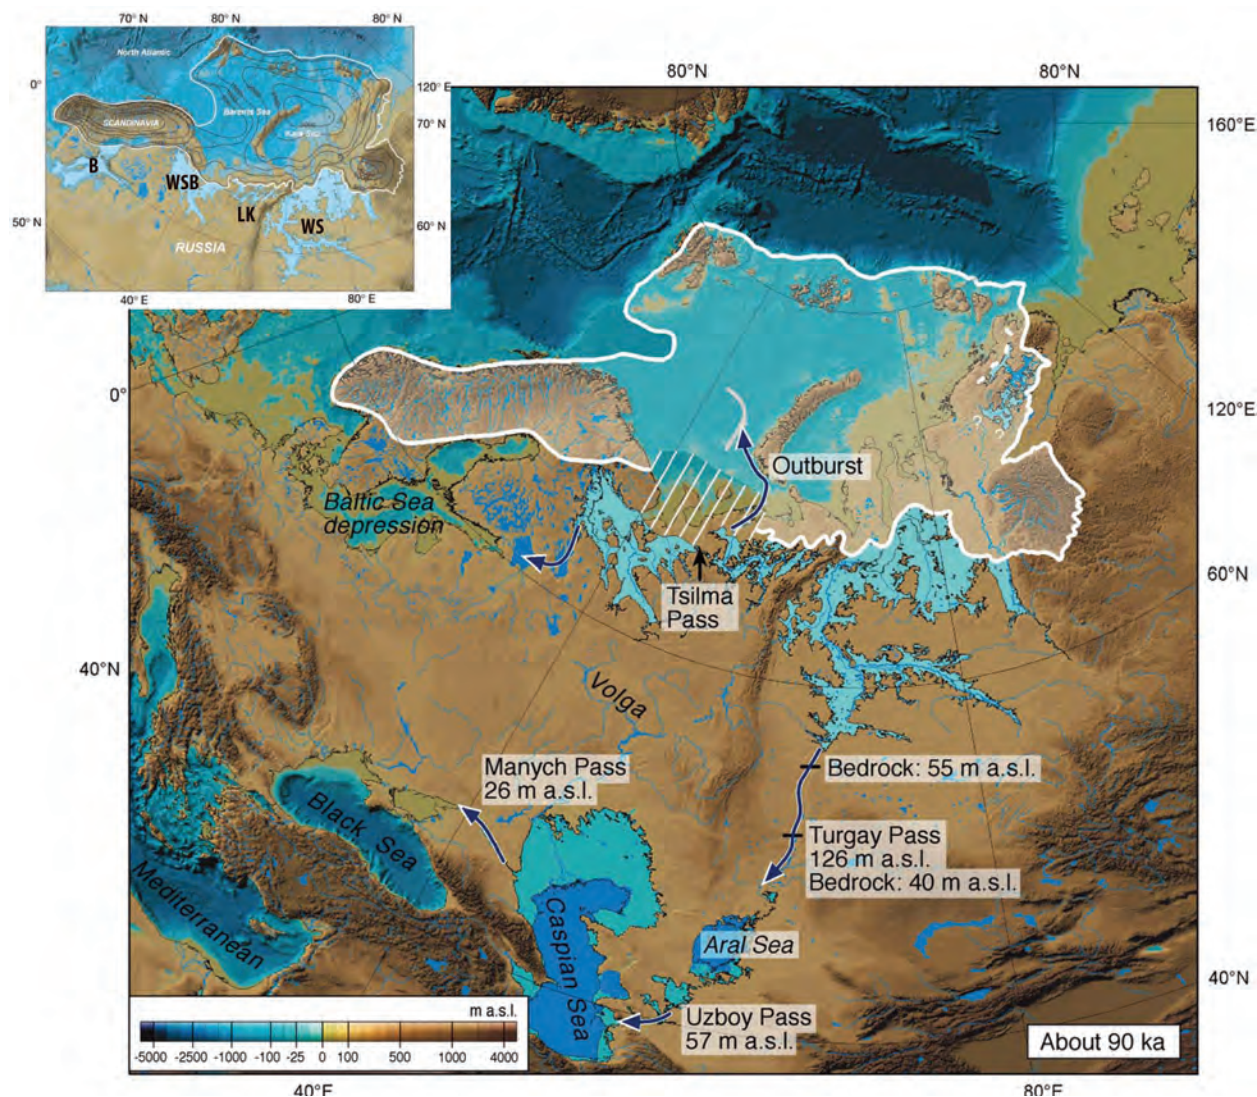 70° N
80° N
80° N
North Atlantic
0°
120° E
SCANDINAVIA
Barents Sea
Kara Sea
70° N
B
WSB
LK
WS
50° N
60° N
RUSSIA
40° E
80° E
80°N
80°N
160°E
0°
120°E
Outburst
Baltic Sea
depression
Tsilma
Pass
60°N
40°N
Volga
Manych Pass
26 m a.s.l.
Bedrock: 55 m a.s.l.
Black Sea
Turgay Pass
126 m a.s.l.
Bedrock: 40 m a.s.l.
Mediterranean
Caspian Sea
Aral Sea
40°N
Uzboy Pass
57 m a.s.l.
m a.s.l.
-5000 -2500 -1000 -100 -25 0 100 500 1000 4000
About 90 ka
40°E
80°E